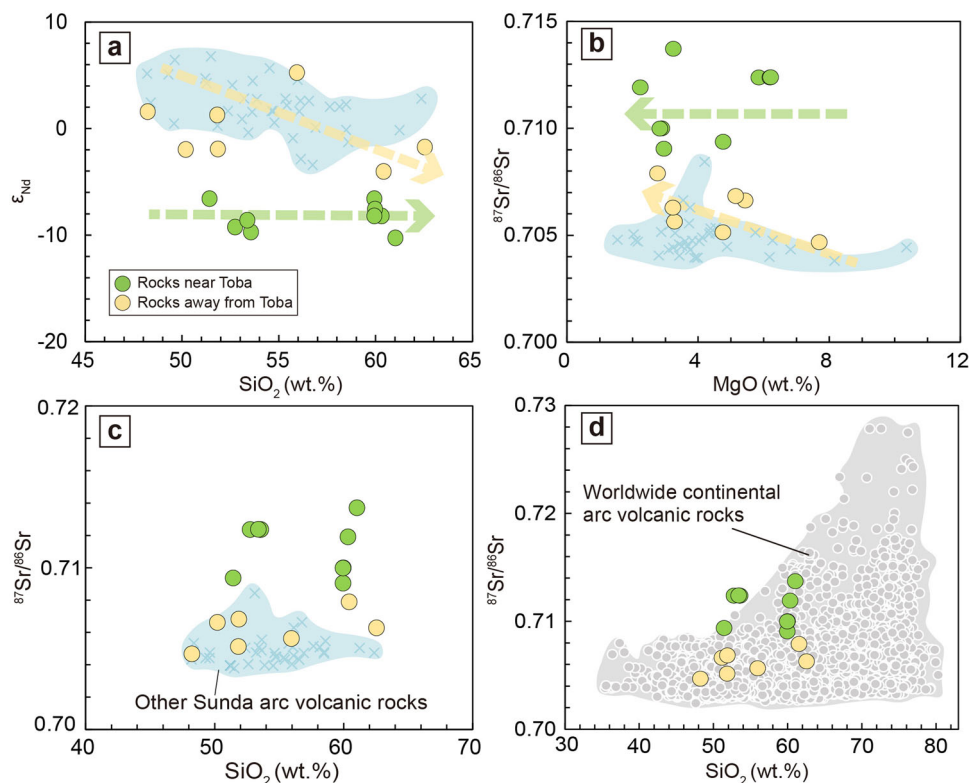 a
10
0
-10
-20
εNd
Rocks near Toba
Rocks away from Toba
45
50
55
60
65
SiO₂ (wt.%)
b
0.715
0.710
0.705
0.700
⁸⁷Sr/⁸⁶Sr
0
4
8
12
MgO (wt.%)
c
0.72
0.71
0.70
⁸⁷Sr/⁸⁶Sr
Other Sunda arc volcanic rocks
40
50
60
70
SiO₂ (wt.%)
d
0.73
0.72
0.71
0.70
⁸⁷Sr/⁸⁶Sr
Worldwide continental
arc volcanic rocks
30
40
50
60
70
80
SiO₂ (wt.%)